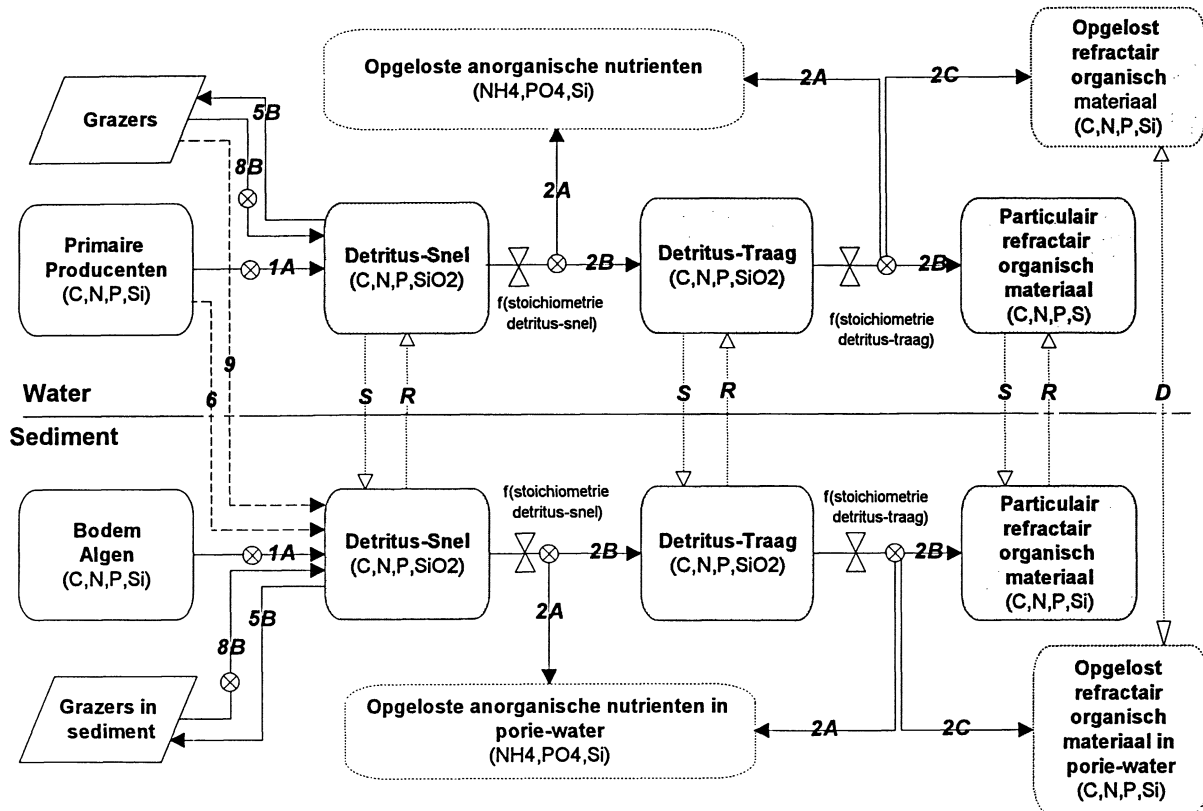 Opgeloste anorganische nutrienten
(NH4,PO4,Si)
Opgelost
refractair
organisch
materiaal
(C,N,P,Si)
2A
2C
Grazers
5B
8B
2A
Primaire
Producenten
(C,N,P,Si)
1A
Detritus-Snel
(C,N,P,SiO2)
2B
f(stoichiometrie
detritus-snel)
Detritus-Traag
(C,N,P,SiO2)
2B
f(stoichiometrie
detritus-traag)
Particulair
refractair
organisch
materiaal
(C,N,P,S)
9
6
S
R
S
R
S
R
D
Water
Sediment
Bodem
Algen
(C,N,P,Si)
1A
Detritus-Snel
(C,N,P,SiO2)
f(stoichiometrie
detritus-snel)
2B
Detritus-Traag
(C,N,P,SiO2)
f(stoichiometrie
detritus-traag)
2B
Particulair
refractair
organisch
materiaal
(C,N,P,Si)
8B
5B
2A
Grazers in
sediment
Opgeloste anorganische nutrienten in
porie-water
(NH4,PO4,Si)
2A
2C
Opgelost
refractair
organisch
materiaal in
porie-water
(C,N,P,Si)